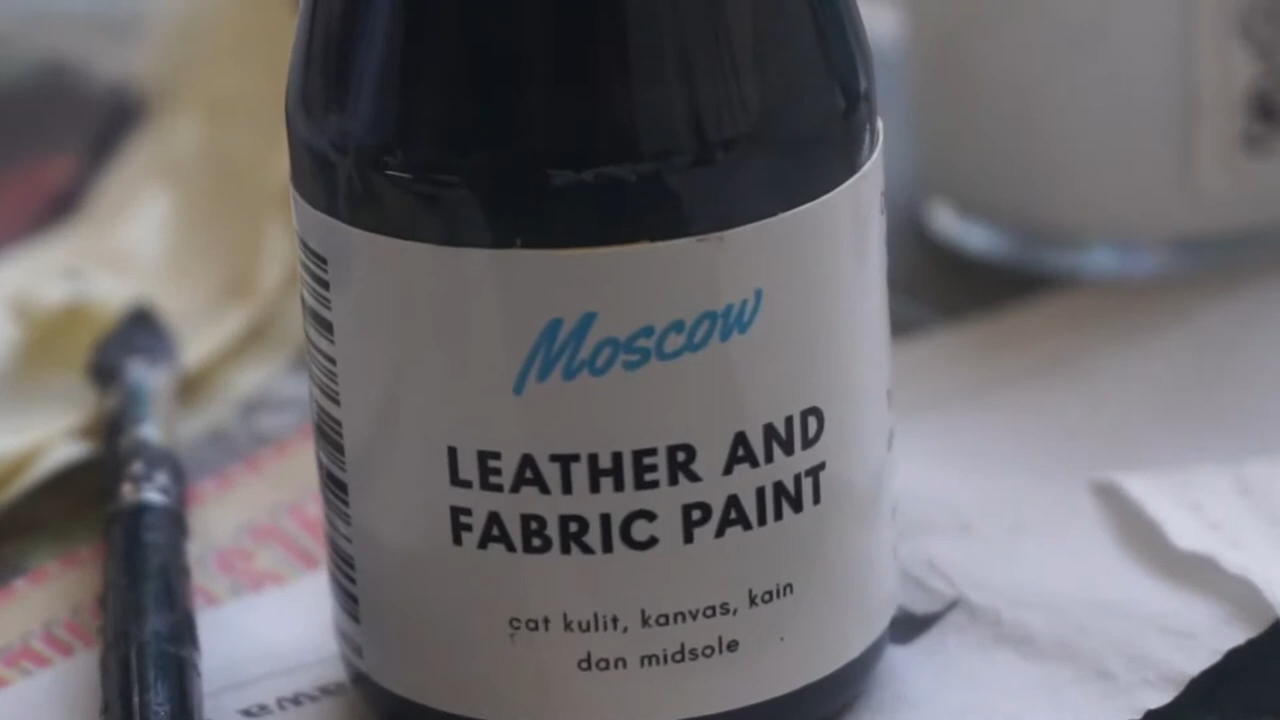 Moscow
LEATHER AND
FABRIC PAINT
cat kulit, kanvas, kain
dan midsole